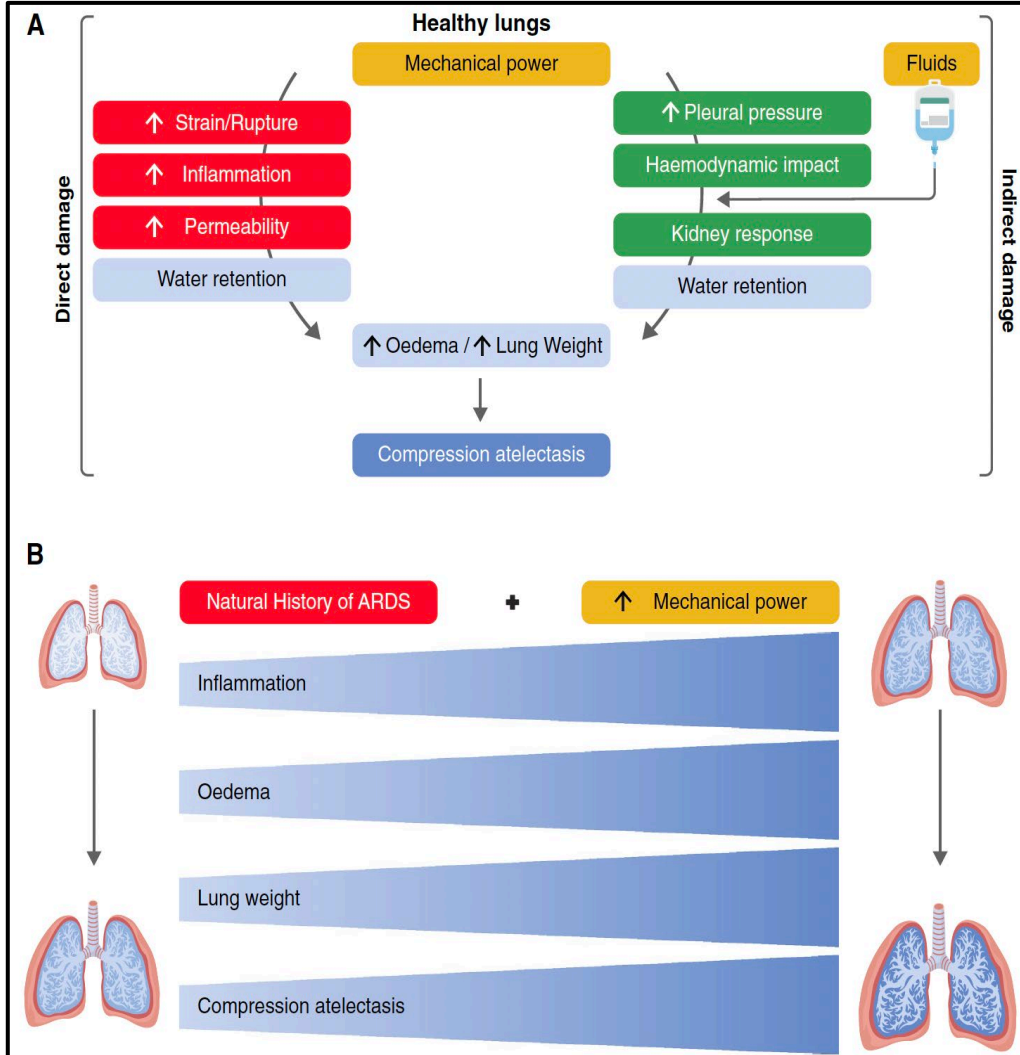 A
Healthy lungs
Mechanical power
Fluids
Direct damage
↑ Strain/Rupture
↑ Inflammation
↑ Permeability
Water retention
↑ Pleural pressure
Haemodynamic impact
Kidney response
Water retention
Indirect damage
↑ Oedema / ↑ Lung Weight
Compression atelectasis
B
Natural History of ARDS + ↑ Mechanical power
Inflammation
Oedema
Lung weight
Compression atelectasis